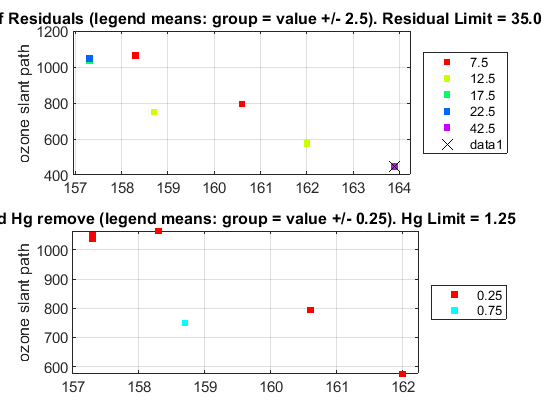 f Residuals (legend means: group = value +/- 2.5). Residual Limit = 35.0
1200
1000
800
600
400
ozone slant path
157 158 159 160 161 162 163 164
7.5
12.5
17.5
22.5
42.5
data1
d Hg remove (legend means: group = value +/- 0.25). Hg Limit = 1.25
1000
900
800
700
600
ozone slant path
157 158 159 160 161 162
0.25
0.75